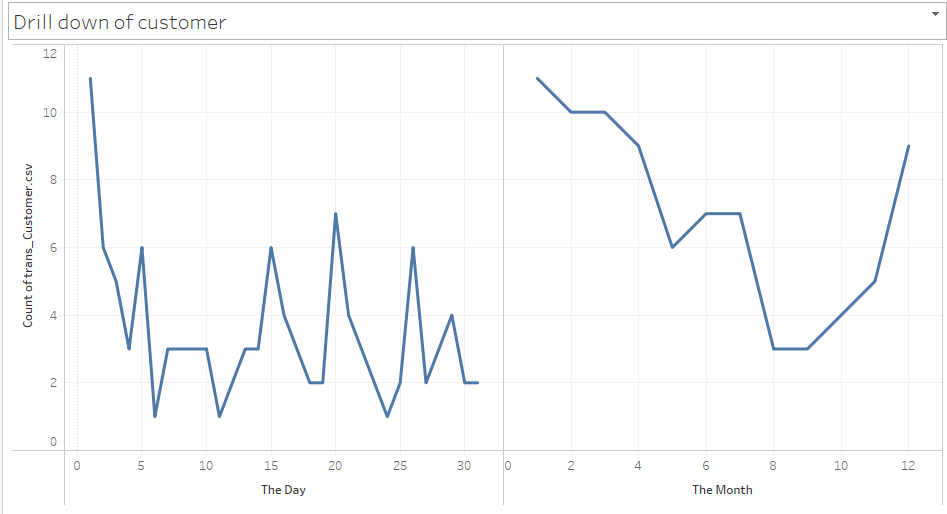 Drill down of customer
Count of trans_Customer.csv
12
10
8
6
4
2
0
0 5 10 15 20 25 30
0 2 4 6 8 10 12
The Day
The Month